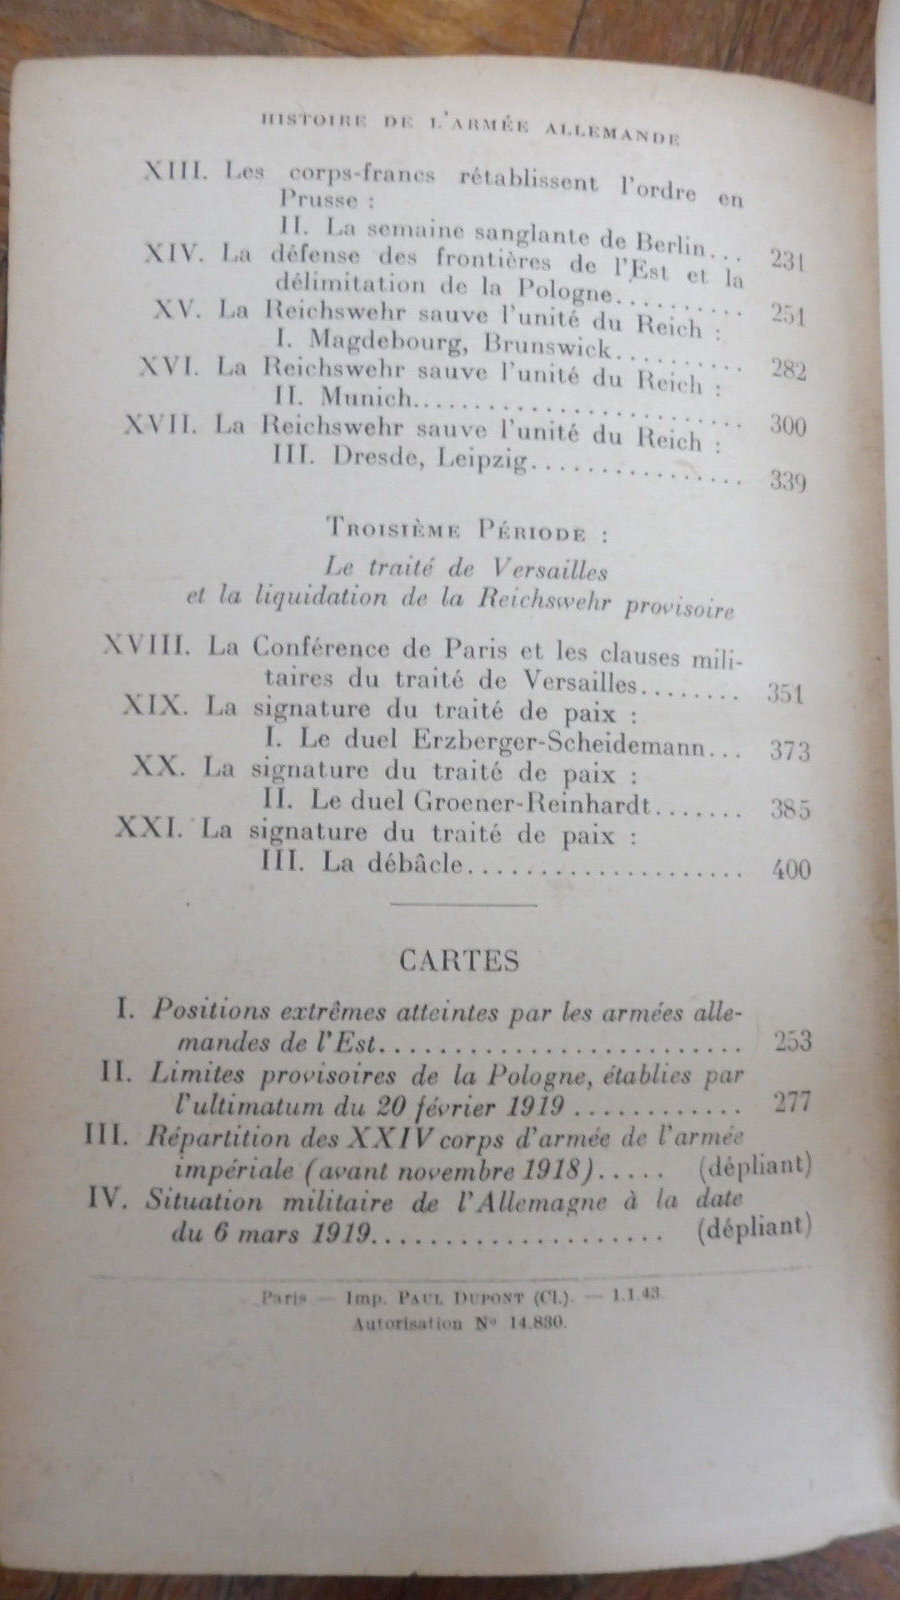 HISTOIRE DE L'ARMÉE ALLEMANDE
XIII. Les corps-francs rétablissent l'ordre en
Prusse :
II. La semaine sanglante de Berlin... 231
XIV. La défense des frontières de l'Est et la
délimitation de la Pologne.......... 251
XV. La Reichswehr sauve l'unité du Reich :
I. Magdebourg, Brunswick.......... 282
XVI. La Reichswehr sauve l'unité du Reich :
II. Munich......................... 300
XVII. La Reichswehr sauve l'unité du Reich :
III. Dresde, Leipzig................. 339
TROISIÈME PÉRIODE :
Le traité de Versailles
et la liquidation de la Reichswehr provisoire
XVIII. La Conférence de Paris et les clauses mili-
taires du traité de Versailles........ 351
XIX. La signature du traité de paix :
I. Le duel Erzberger-Scheidemann... 373
XX. La signature du traité de paix :
II. Le duel Groener-Reinhardt....... 385
XXI. La signature du traité de paix :
III. La débâcle..................... 400
CARTES
I. Positions extrêmes atteintes par les armées alle-
mandes de l'Est........................... 253
II. Limites provisoires de la Pologne, établies par
l'ultimatum du 20 février 1919 ............ 277
III. Répartition des XXIV corps d'armée de l'armée
impériale (avant novembre 1918)..... (dépliant)
IV. Situation militaire de l'Allemagne à la date
du 6 mars 1919...................... (dépliant)
Paris — Imp. PAUL DUPONT (Cl.). — 1.1.43.
Autorisation Nº 14.830.